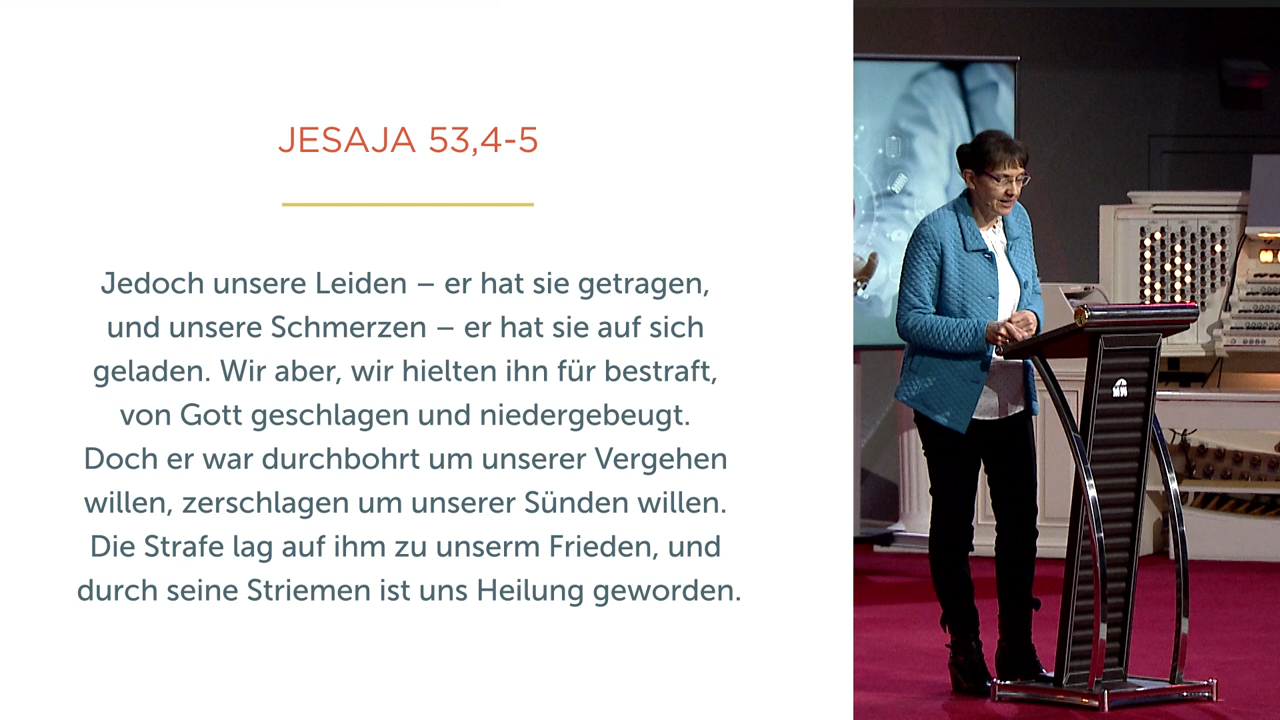 JESAJA 53,4-5
Jedoch unsere Leiden – er hat sie getragen,
und unsere Schmerzen – er hat sie auf sich
geladen. Wir aber, wir hielten ihn für bestraft,
von Gott geschlagen und niedergebeugt.
Doch er war durchbohrt um unserer Vergehen
willen, zerschlagen um unserer Sünden willen.
Die Strafe lag auf ihm zu unserm Frieden, und
durch seine Striemen ist uns Heilung geworden.